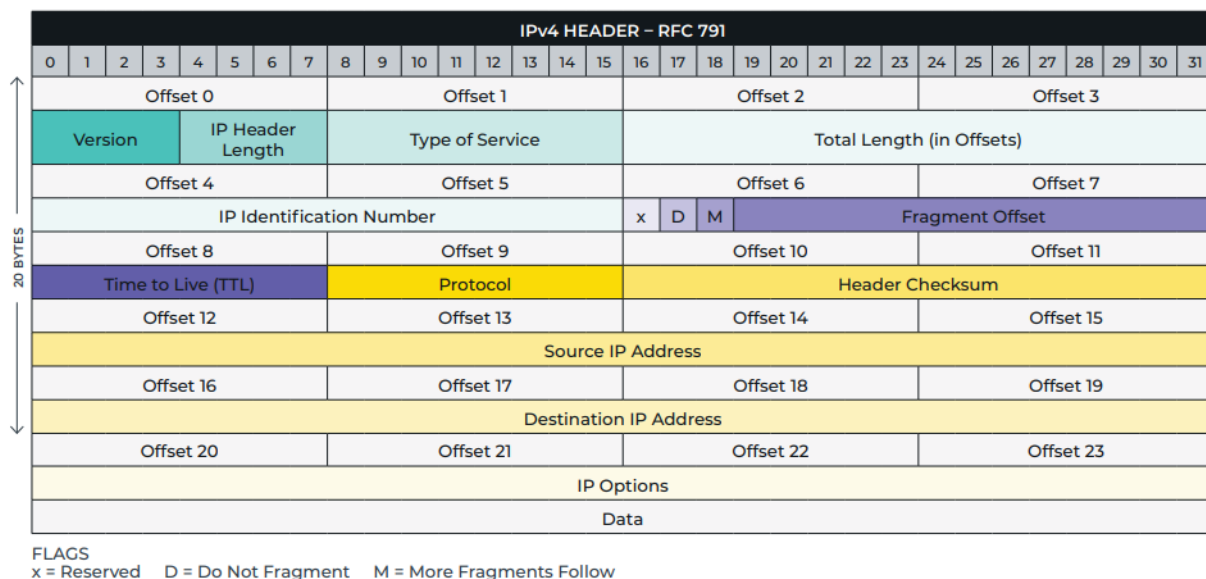 IPv4 HEADER – RFC 791
0 1 2 3 4 5 6 7 8 9 10 11 12 13 14 15 16 17 18 19 20 21 22 23 24 25 26 27 28 29 30 31
Offset 0 Offset 1 Offset 2 Offset 3
Version IP Header Length Type of Service Total Length (in Offsets)
Offset 4 Offset 5 Offset 6 Offset 7
IP Identification Number x D M Fragment Offset
Offset 8 Offset 9 Offset 10 Offset 11
20 BYTES
Time to Live (TTL) Protocol Header Checksum
Offset 12 Offset 13 Offset 14 Offset 15
Source IP Address
Offset 16 Offset 17 Offset 18 Offset 19
Destination IP Address
Offset 20 Offset 21 Offset 22 Offset 23
IP Options
Data
FLAGS
x = Reserved D = Do Not Fragment M = More Fragments Follow